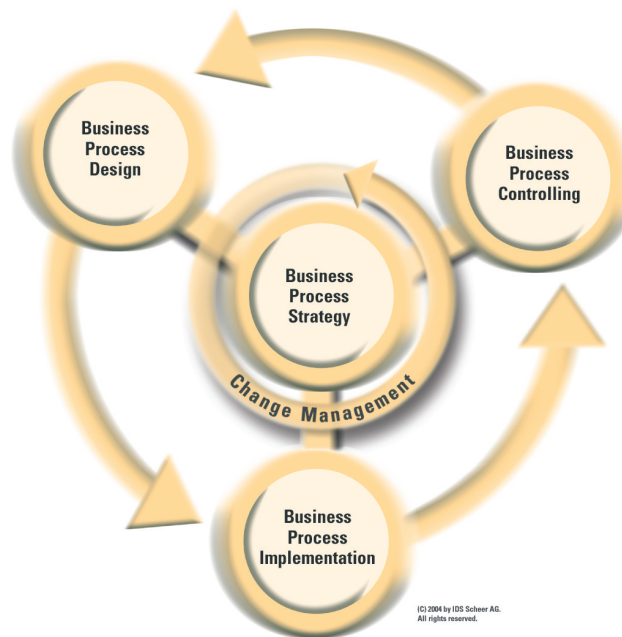 Business
Process
Design
Business
Process
Controlling
Business
Process
Strategy
Change Management
Business
Process
Implementation
(C) 2004 by IDS Scheer AG.
All rights reserved.